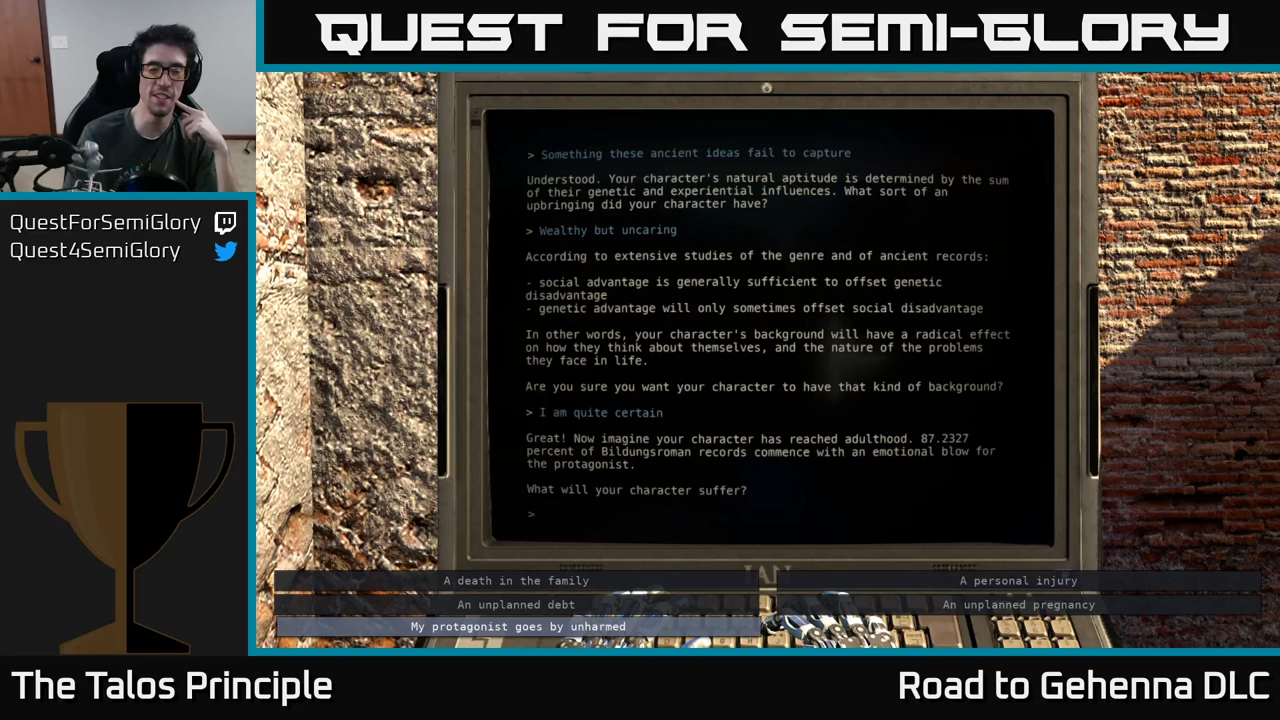 QUEST FOR SEMI-GLORY
QuestForSemiGlory
Quest4SemiGlory
> Something these ancient ideas fail to capture
Understood. Your character's natural aptitude is determined by the sum
of their genetic and experiential influences. What sort of an
upbringing did your character have?
> Wealthy but uncaring
According to extensive studies of the genre and of ancient records:
- social advantage is generally sufficient to offset genetic
disadvantage
- genetic advantage will only sometimes offset social disadvantage
In other words, your character's background will have a radical effect
on how they think about themselves, and the nature of the problems
they face in life.
Are you sure you want your character to have that kind of background?
> I am quite certain
Great! Now imagine your character has reached adulthood. 87.2327
percent of Bildungsroman records commence with an emotional blow for
the protagonist.
What will your character suffer?
>
A death in the family
A personal injury
An unplanned debt
An unplanned pregnancy
My protagonist goes by unharmed
The Talos Principle
Road to Gehenna DLC